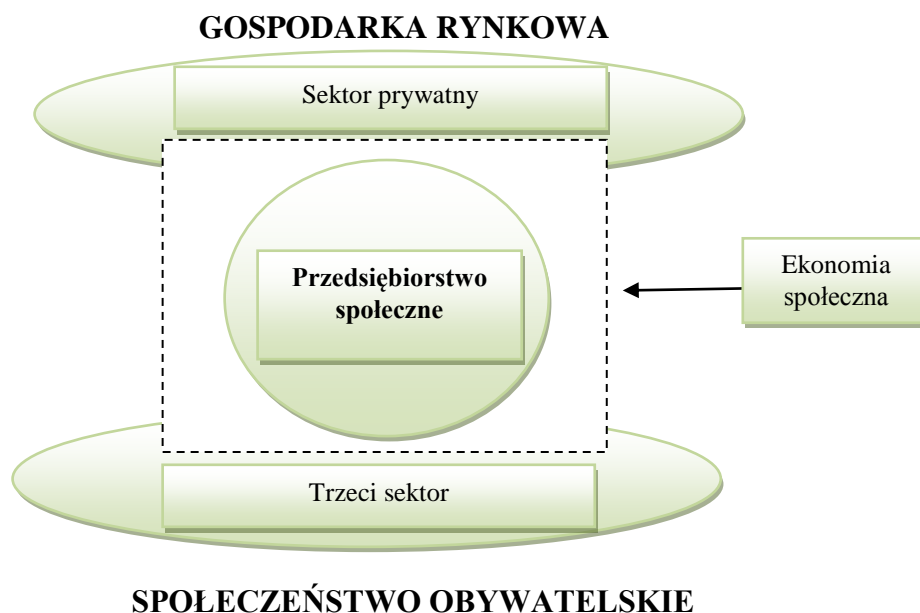 GOSPODARKA RYNKOWA
Sektor prywatny
Przedsiębiorstwo
społeczne
Ekonomia
społeczna
Trzeci sektor
SPOŁECZEŃSTWO OBYWATELSKIE